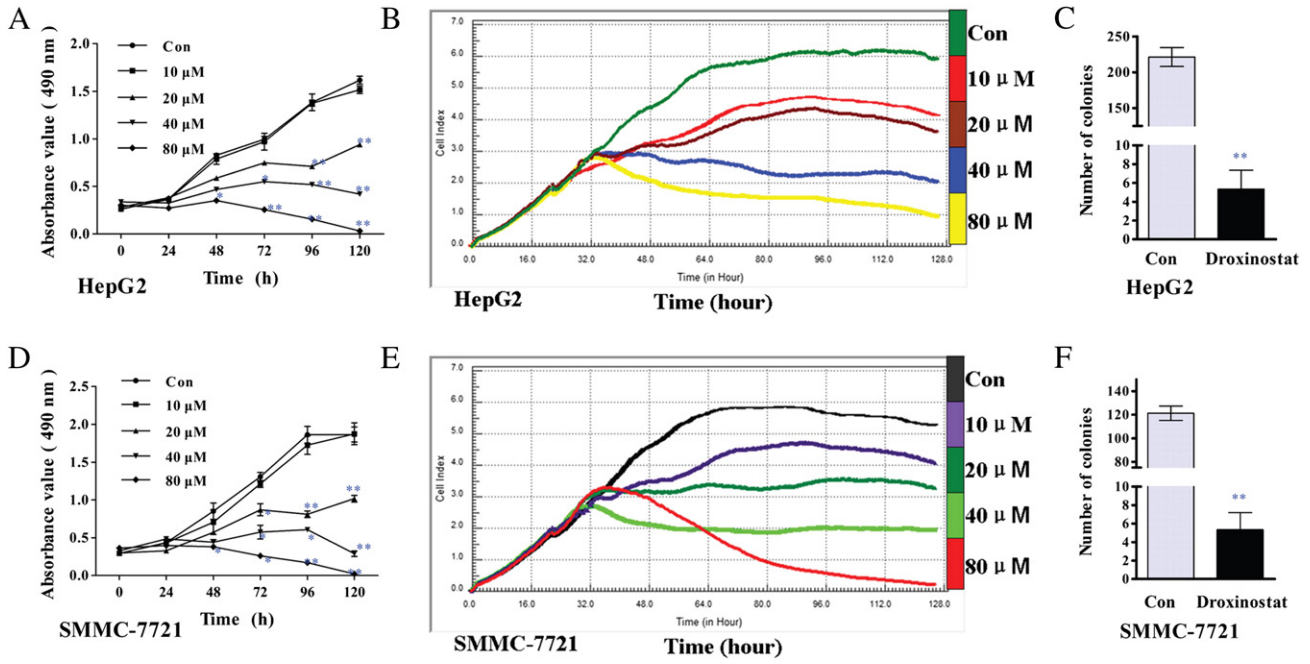 A
Absorbance value ( 490 nm )
2.0
1.5
1.0
0.5
0.0
Con
10 µM
20 µM
40 µM
80 µM
** ** * ** ** * ** ** **
0 24 48 72 96 120
Time (h)
HepG2
B
Cell Index
7.0
6.0
5.0
4.0
3.0
2.0
1.0
0.0
0.0 16.0 32.0 48.0 64.0 80.0 96.0 112.0 128.0
Time (in Hour)
HepG2
Time (hour)
Con
10 µM
20 µM
40 µM
80 µM
C
Number of colonies
250
200
150
10
8
6
4
2
0
**
Con Droxinostat
HepG2
D
Absorbance value ( 490 nm )
2.5
2.0
1.5
1.0
0.5
0.0
Con
10 µM
20 µM
40 µM
80 µM
* ** ** * * ** * * ** **
0 24 48 72 96 120
Time (h)
SMMC-7721
E
Cell Index
7.0
6.0
5.0
4.0
3.0
2.0
1.0
0.0
0.0 16.0 32.0 48.0 64.0 80.0 96.0 112.0 128.0
Time (in Hour)
SMMC-7721
Time (hour)
Con
10 µM
20 µM
40 µM
80 µM
F
Number of colonies
140
120
100
80
10
8
6
4
2
0
**
Con Droxinostat
SMMC-7721